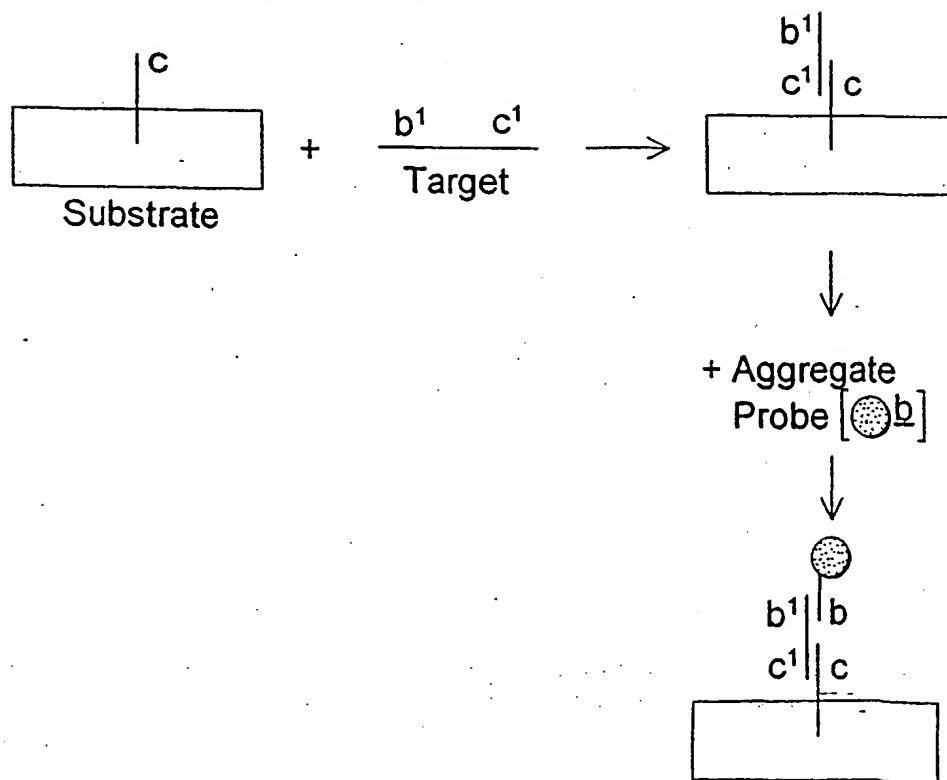 c
Substrate
+
b¹ c¹
Target
b¹
c¹ c
+ Aggregate
Probe [b]
b¹ b
c¹ c